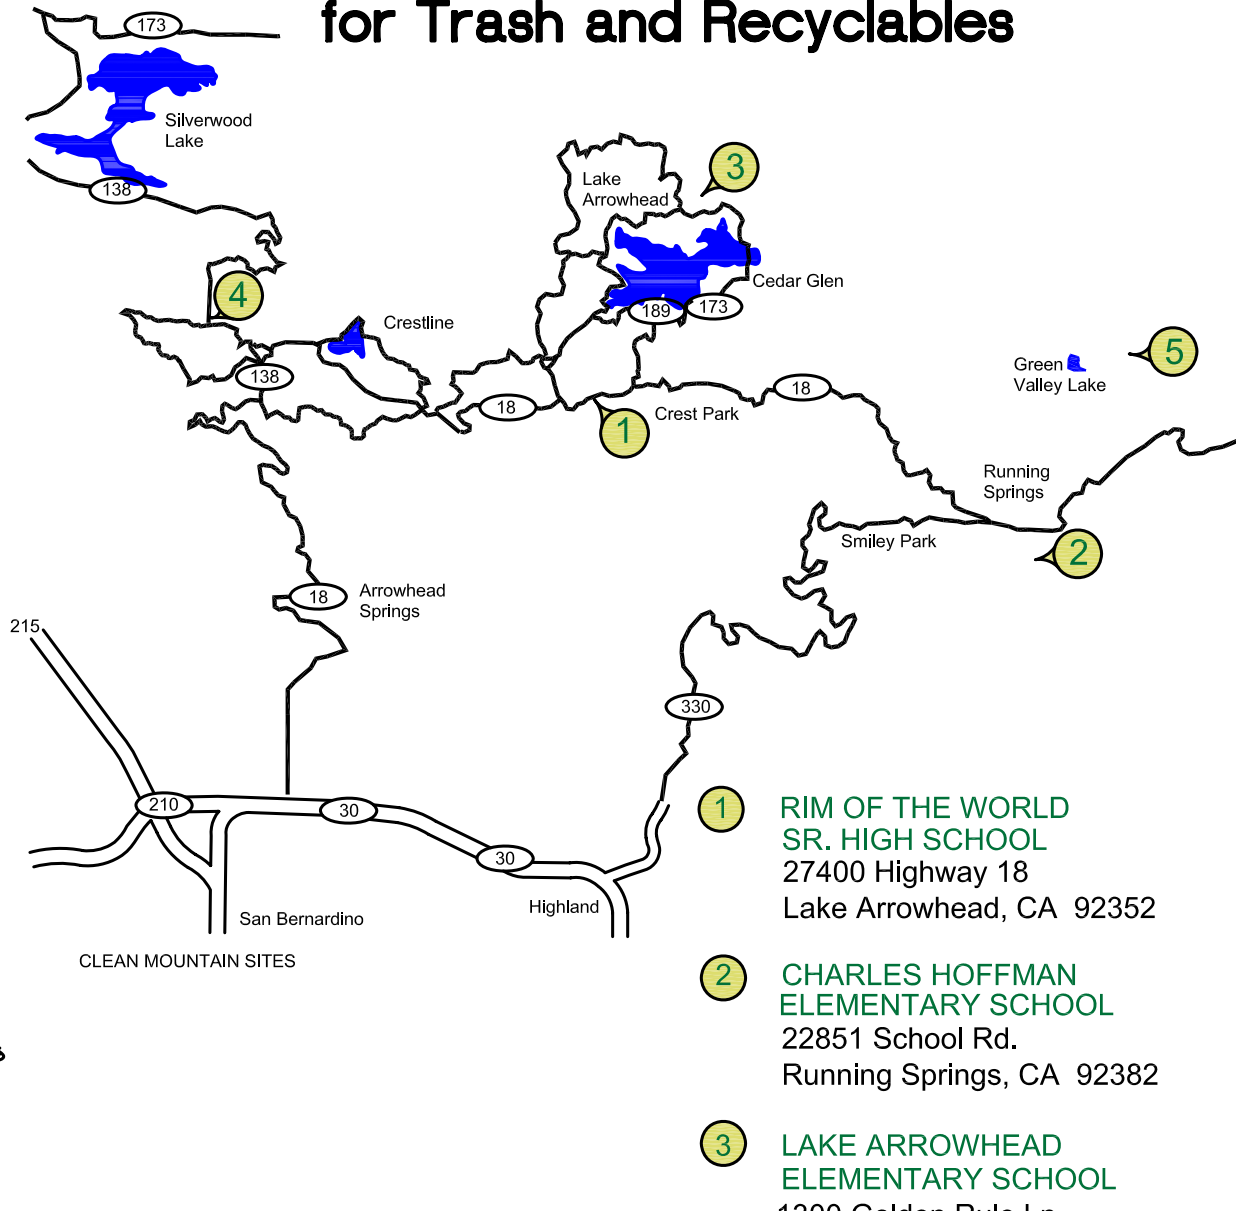 for Trash and Recyclables
173
Silverwood
Lake
138
3
Lake
Arrowhead
4
Cedar Glen
189
173
Crestline
5
Green
Valley Lake
138
18
18
1
Crest Park
Running
Springs
Smiley Park
2
18
Arrowhead
Springs
215
330
210
30
30
San Bernardino
Highland
CLEAN MOUNTAIN SITES
1
RIM OF THE WORLD
SR. HIGH SCHOOL
27400 Highway 18
Lake Arrowhead, CA 92352
2
CHARLES HOFFMAN
ELEMENTARY SCHOOL
22851 School Rd.
Running Springs, CA 92382
3
LAKE ARROWHEAD
ELEMENTARY SCHOOL
1300 Golden Rule Ln